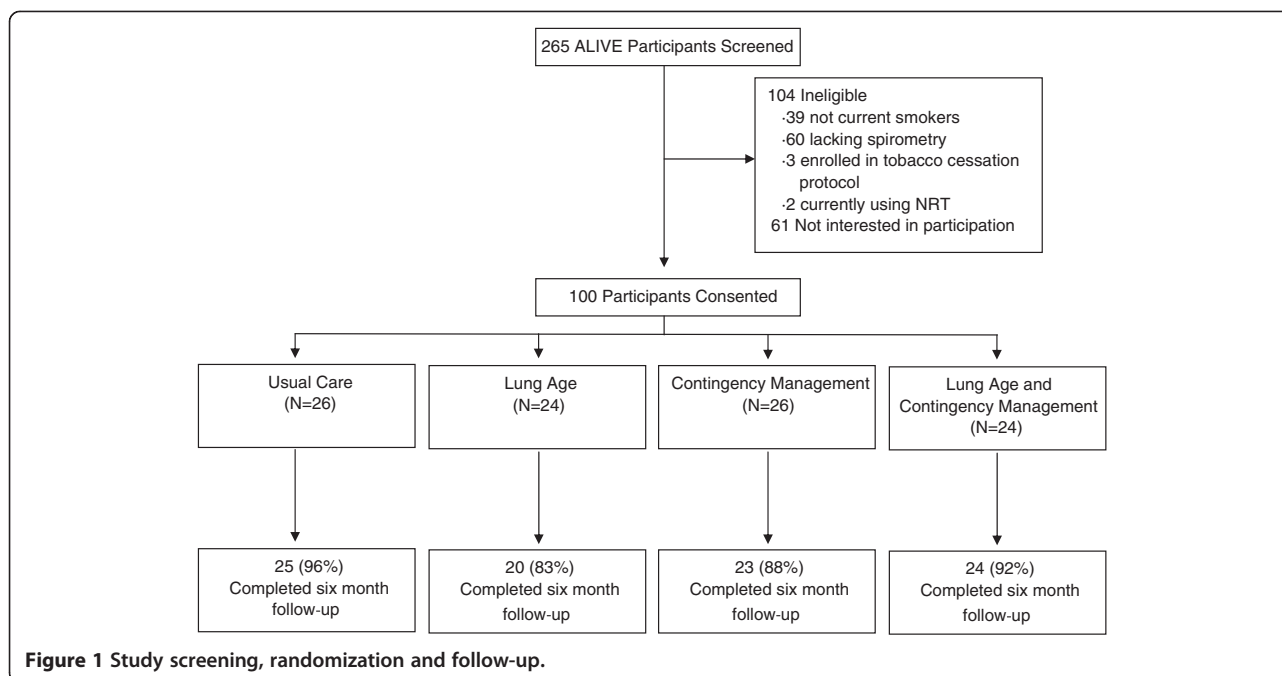 265 ALIVE Participants Screened
104 Ineligible
·39 not current smokers
·60 lacking spirometry
·3 enrolled in tobacco cessation
protocol
·2 currently using NRT
61 Not interested in participation
100 Participants Consented
Usual Care
(N=26)
Lung Age
(N=24)
Contingency Management
(N=26)
Lung Age and
Contingency Management
(N=24)
25 (96%)
Completed six month
follow-up
20 (83%)
Completed six month
follow-up
23 (88%)
Completed six month
follow-up
24 (92%)
Completed six month
follow-up
Figure 1 Study screening, randomization and follow-up.